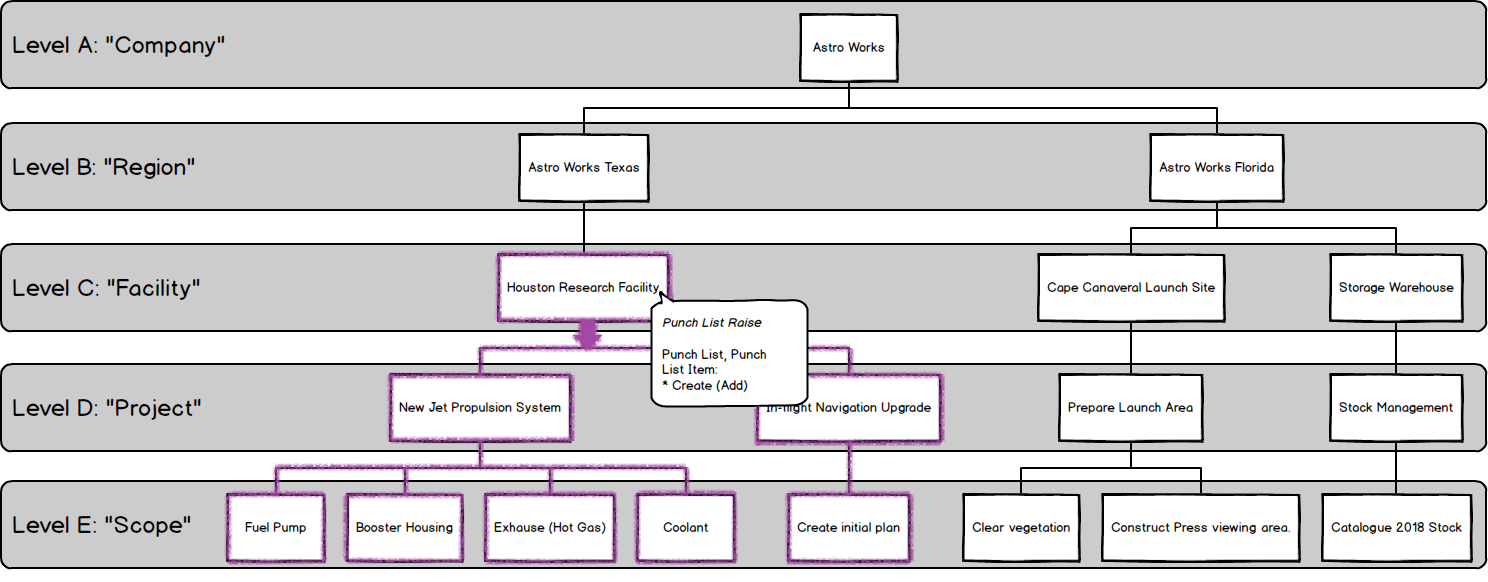 Level A: "Company"
Astro Works
Level B: "Region"
Astro Works Texas
Astro Works Florida
Level C: "Facility"
Houston Research Facility
Cape Canaveral Launch Site
Storage Warehouse
Punch List Raise
Punch List, Punch
List Item:
* Create (Add)
Level D: "Project"
New Jet Propulsion System
In-flight Navigation Upgrade
Prepare Launch Area
Stock Management
Level E: "Scope"
Fuel Pump
Booster Housing
Exhause (Hot Gas)
Coolant
Create initial plan
Clear vegetation
Construct Press viewing area.
Catalogue 2018 Stock